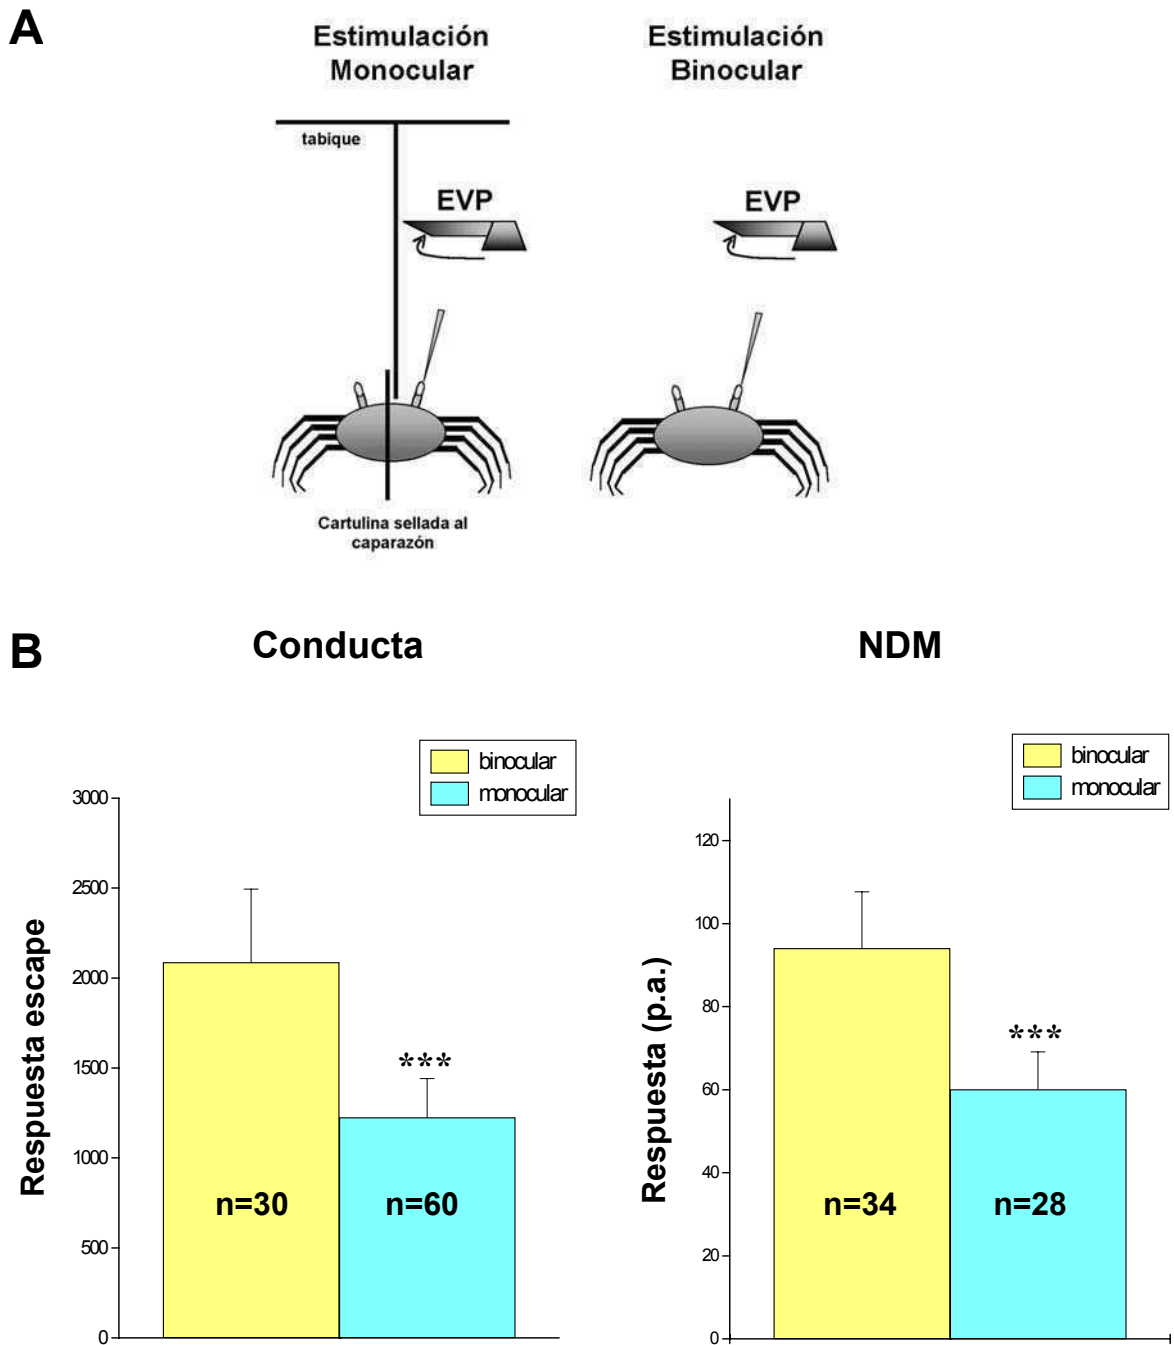 A
Estimulación
Monocular
Estimulación
Binocular
tabique
EVP
EVP
Cartulina sellada al
caparazón
B
Conducta
NDM
binocular
monocular
binocular
monocular
Respuesta escape
3000
2500
2000
1500
1000
500
0
***
n=30
n=60
Respuesta (p.a.)
120
100
80
60
40
20
0
***
n=34
n=28